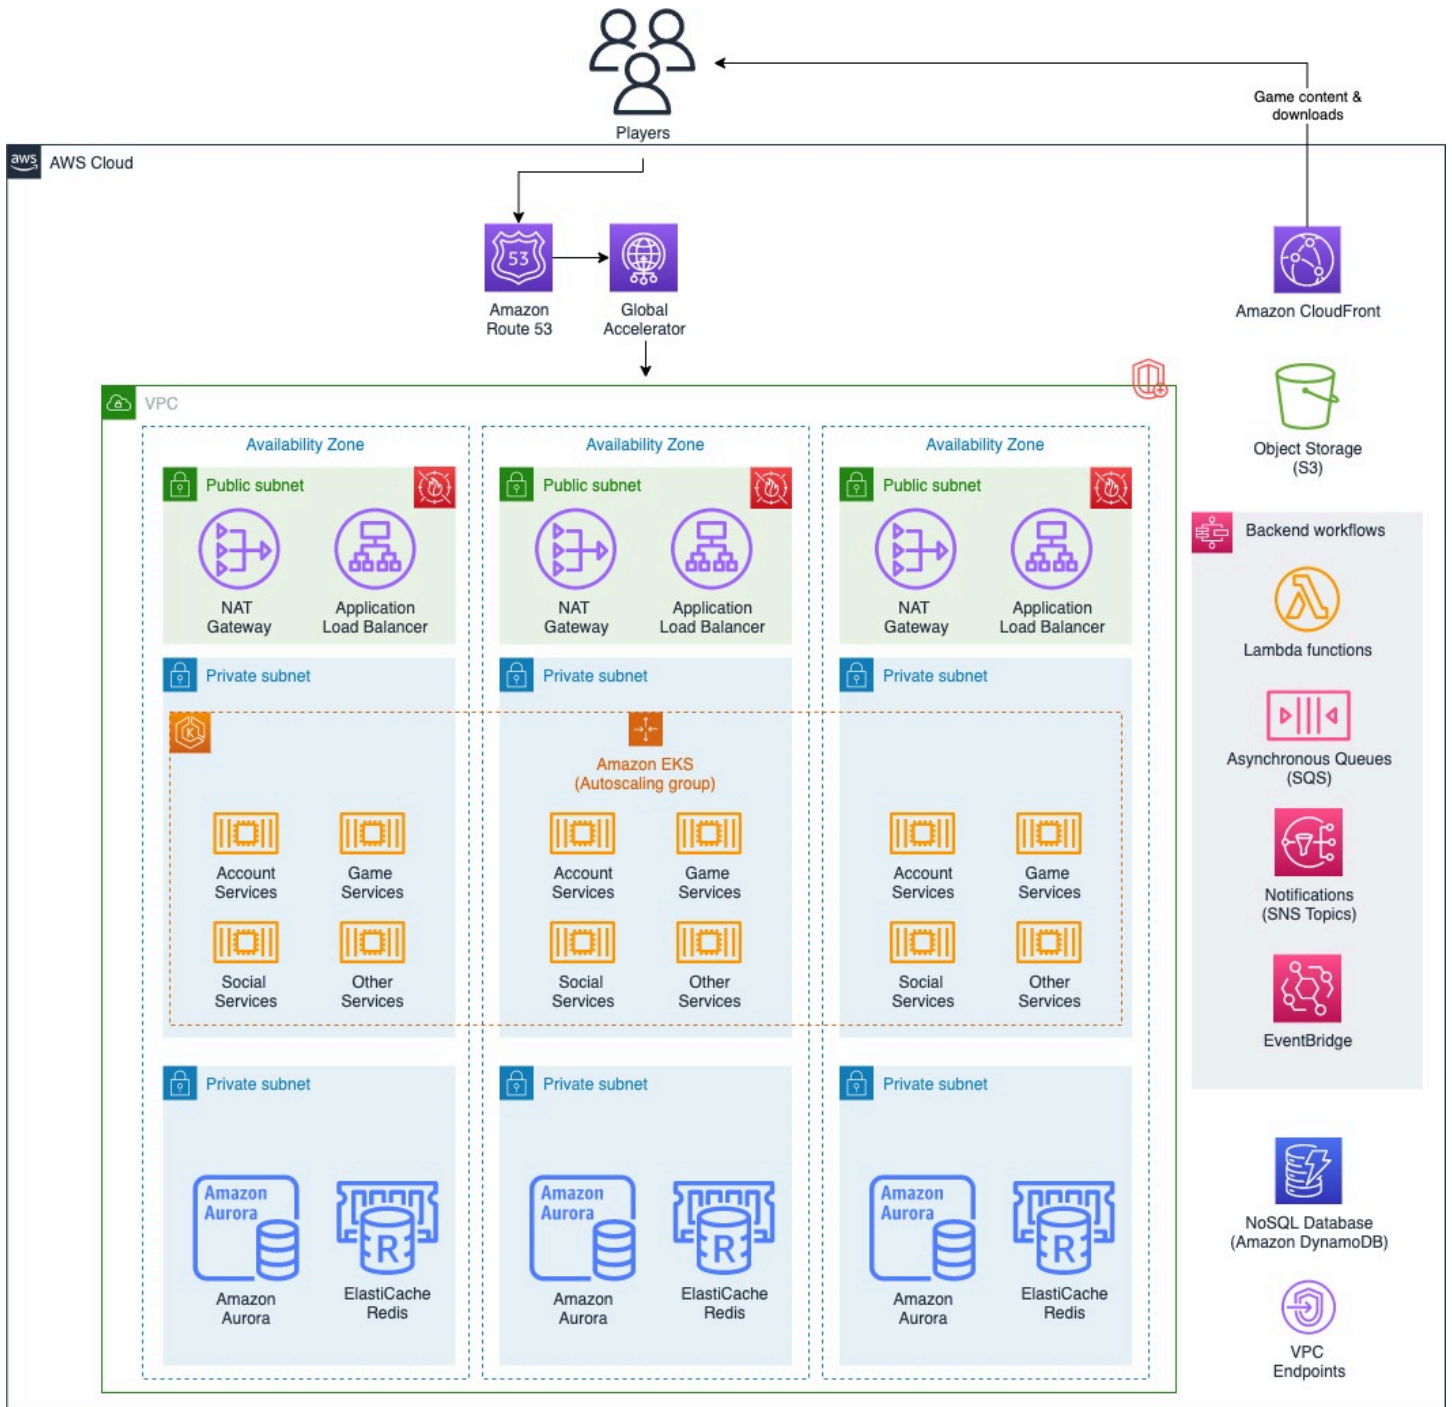 Players
Game content &
downloads
aws
AWS Cloud
53
Amazon
Route 53
Global
Accelerator
Amazon CloudFront
VPC
Object Storage
(S3)
Availability Zone
Public subnet
NAT
Gateway
Application
Load Balancer
Private subnet
Availability Zone
Public subnet
NAT
Gateway
Application
Load Balancer
Private subnet
Availability Zone
Public subnet
NAT
Gateway
Application
Load Balancer
Private subnet
K
Amazon EKS
(Autoscaling group)
Account
Services
Game
Services
Social
Services
Other
Services
Account
Services
Game
Services
Social
Services
Other
Services
Account
Services
Game
Services
Social
Services
Other
Services
Private subnet
Amazon
Aurora
R
Amazon
Aurora
ElastiCache
Redis
Private subnet
Amazon
Aurora
R
Amazon
Aurora
ElastiCache
Redis
Private subnet
Amazon
Aurora
R
Amazon
Aurora
ElastiCache
Redis
Backend workflows
Lambda functions
Asynchronous Queues
(SQS)
Notifications
(SNS Topics)
EventBridge
NoSQL Database
(Amazon DynamoDB)
VPC
Endpoints